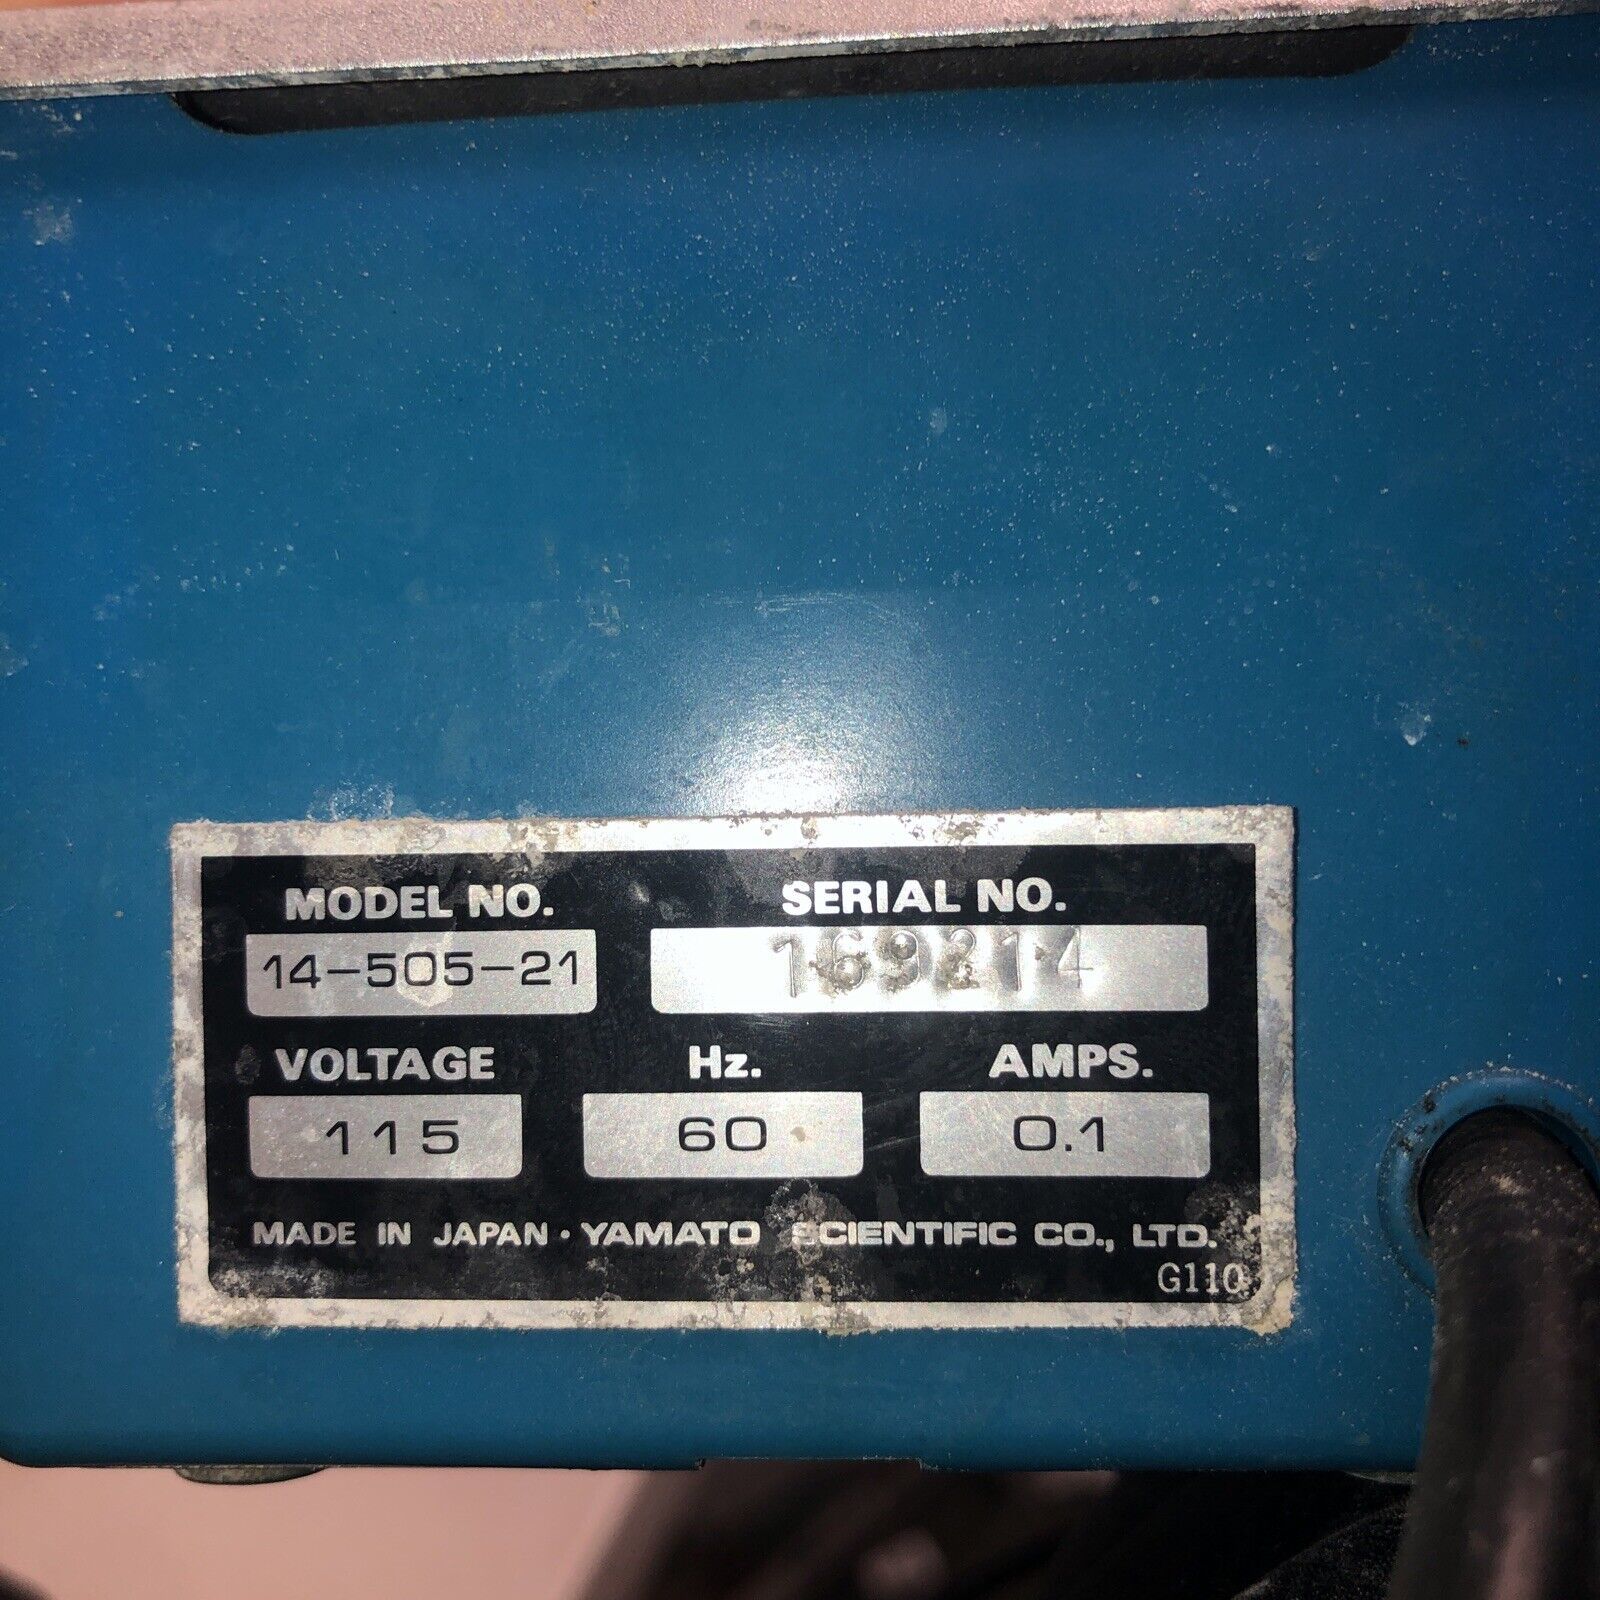 MODEL NO. SERIAL NO.
14-505-21 169214
VOLTAGE Hz. AMPS.
115 60 0.1
MADE IN JAPAN · YAMATO SCIENTIFIC CO., LTD.
G110